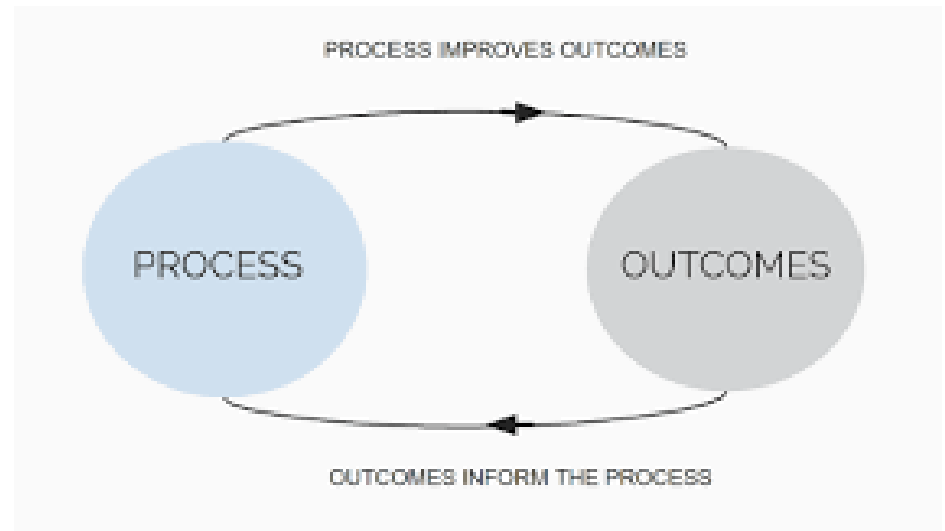 PROCESS IMPROVES OUTCOMES
PROCESS
OUTCOMES
OUTCOMES INFORM THE PROCESS